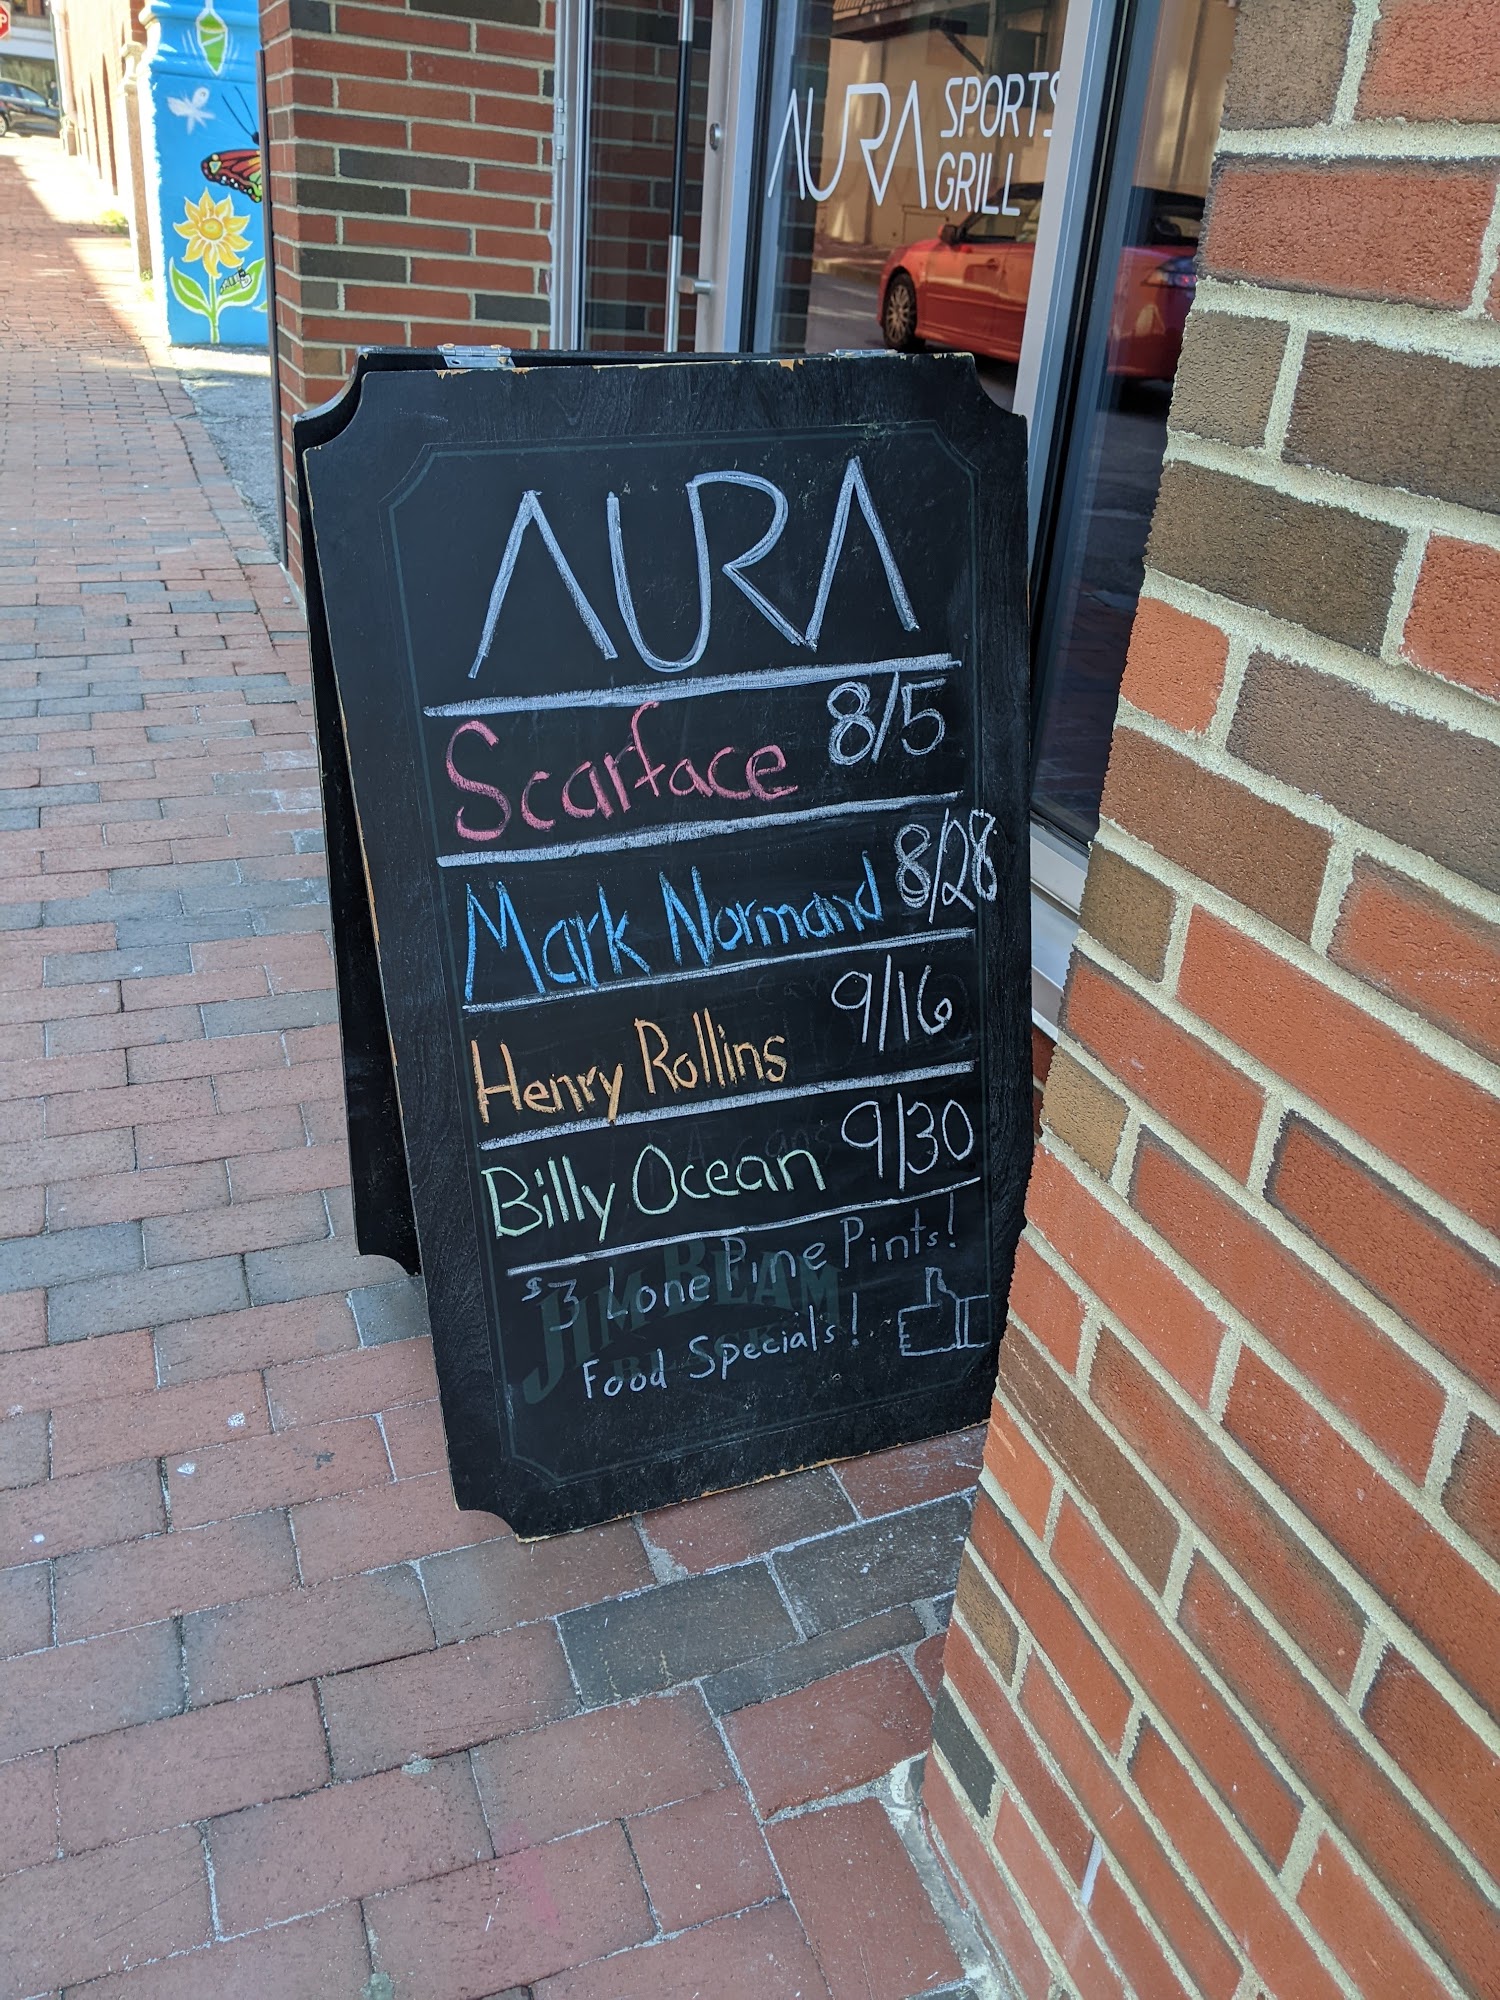 AURA SPORTS
GRILL
AURA
Scarface 8/5
Mark Normand 8/28
Henry Rollins 9/16
Billy Ocean 9/30
$3 Lone Pine Pints!
JIM BEAM
Food Specials!